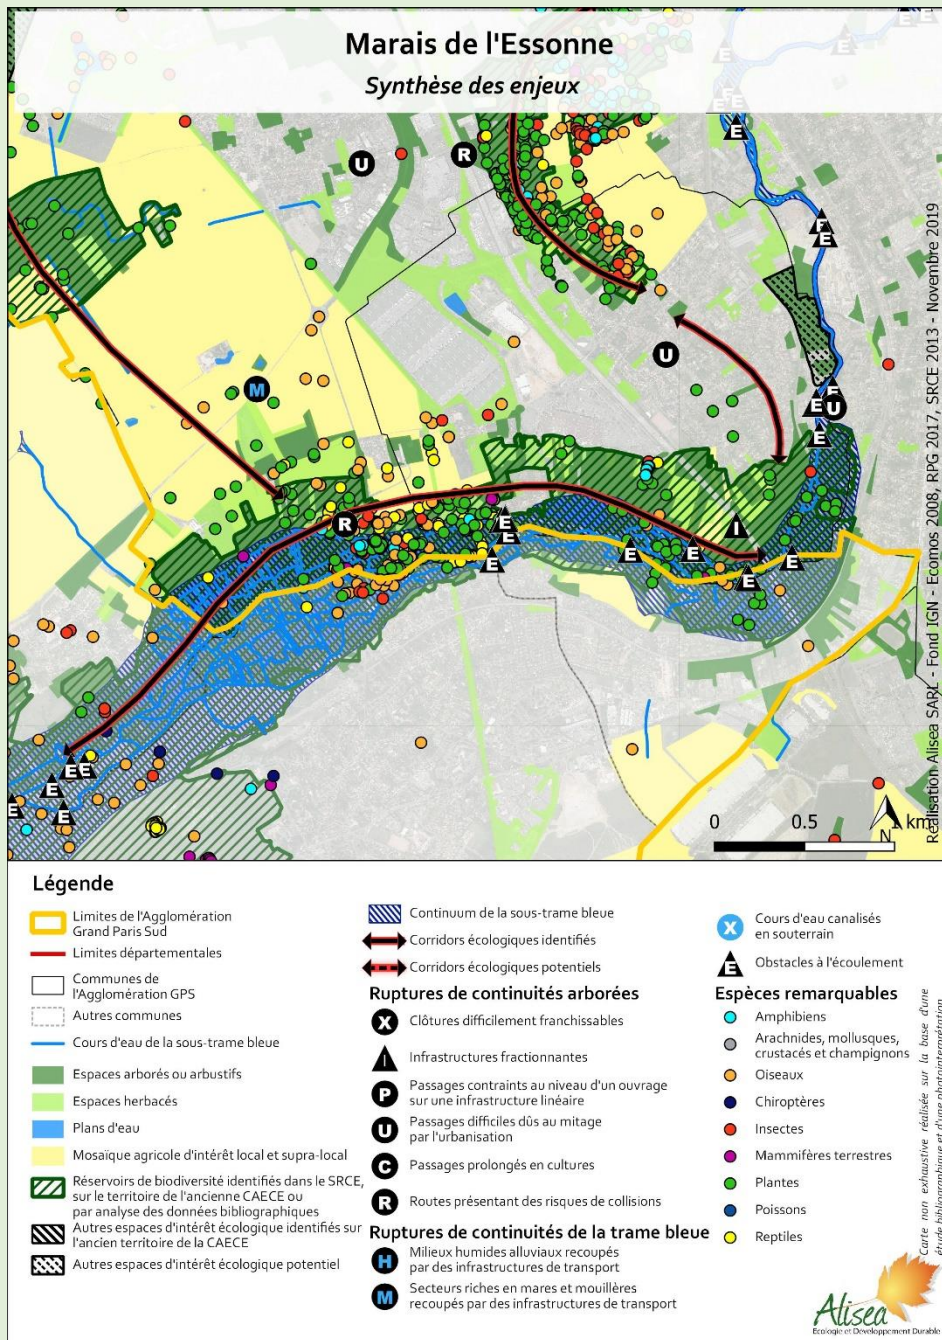 Marais de l'Essonne
Synthèse des enjeux
E
E
E
E
U
R
E
E
U
M
E
U
E
R
E
E
E
I
E
E
E
E
E
E
E
E
E
0
0.5
1 km
N
Réalisation Alisea SARL - Fond IGN - Ecomos 2008, RPG 2017, SRCE 2013 - Novembre 2019
Légende
Limites de l'Agglomération
Grand Paris Sud
Limites départementales
Communes de
l'Agglomération GPS
Autres communes
Cours d'eau de la sous-trame bleue
Espaces arborés ou arbustifs
Espaces herbacés
Plans d'eau
Mosaïque agricole d'intérêt local et supra-local
Réservoirs de biodiversité identifiés dans le SRCE,
sur le territoire de l'ancienne CAECE ou
par analyse des données bibliographiques
Autres espaces d'intérêt écologique identifiés sur
l'ancien territoire de la CAECE
Autres espaces d'intérêt écologique potentiel
Continuum de la sous-trame bleue
Corridors écologiques identifiés
Corridors écologiques potentiels
Ruptures de continuités arborées
X Clôtures difficilement franchissables
I Infrastructures fractionnantes
P Passages contraints au niveau d'un ouvrage
sur une infrastructure linéaire
U Passages difficiles dûs au mitage
par l'urbanisation
C Passages prolongés en cultures
R Routes présentant des risques de collisions
Ruptures de continuités de la trame bleue
H Milieux humides alluviaux recoupés
par des infrastructures de transport
M Secteurs riches en mares et mouillères
recoupés par des infrastructures de transport
X Cours d'eau canalisés
en souterrain
E Obstacles à l'écoulement
Espèces remarquables
Amphibiens
Arachnides, mollusques,
crustacés et champignons
Oiseaux
Chiroptères
Insectes
Mammifères terrestres
Plantes
Poissons
Reptiles
Carte non exhaustive réalisée sur la base d'une
étude bibliographique et d'une photointerprétation
Alisea
Ecologie et Développement Durable